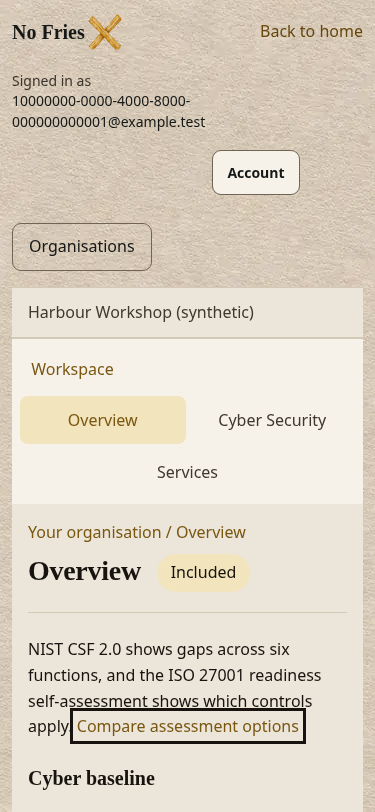 No Fries
Back to home
Signed in as
10000000-0000-4000-8000-
000000000001@example.test
Account
Organisations
Harbour Workshop (synthetic)
Workspace
Overview
Cyber Security
Services
Your organisation / Overview
Overview
Included
NIST CSF 2.0 shows gaps across six
functions, and the ISO 27001 readiness
self-assessment shows which controls
apply. Compare assessment options
Cyber baseline